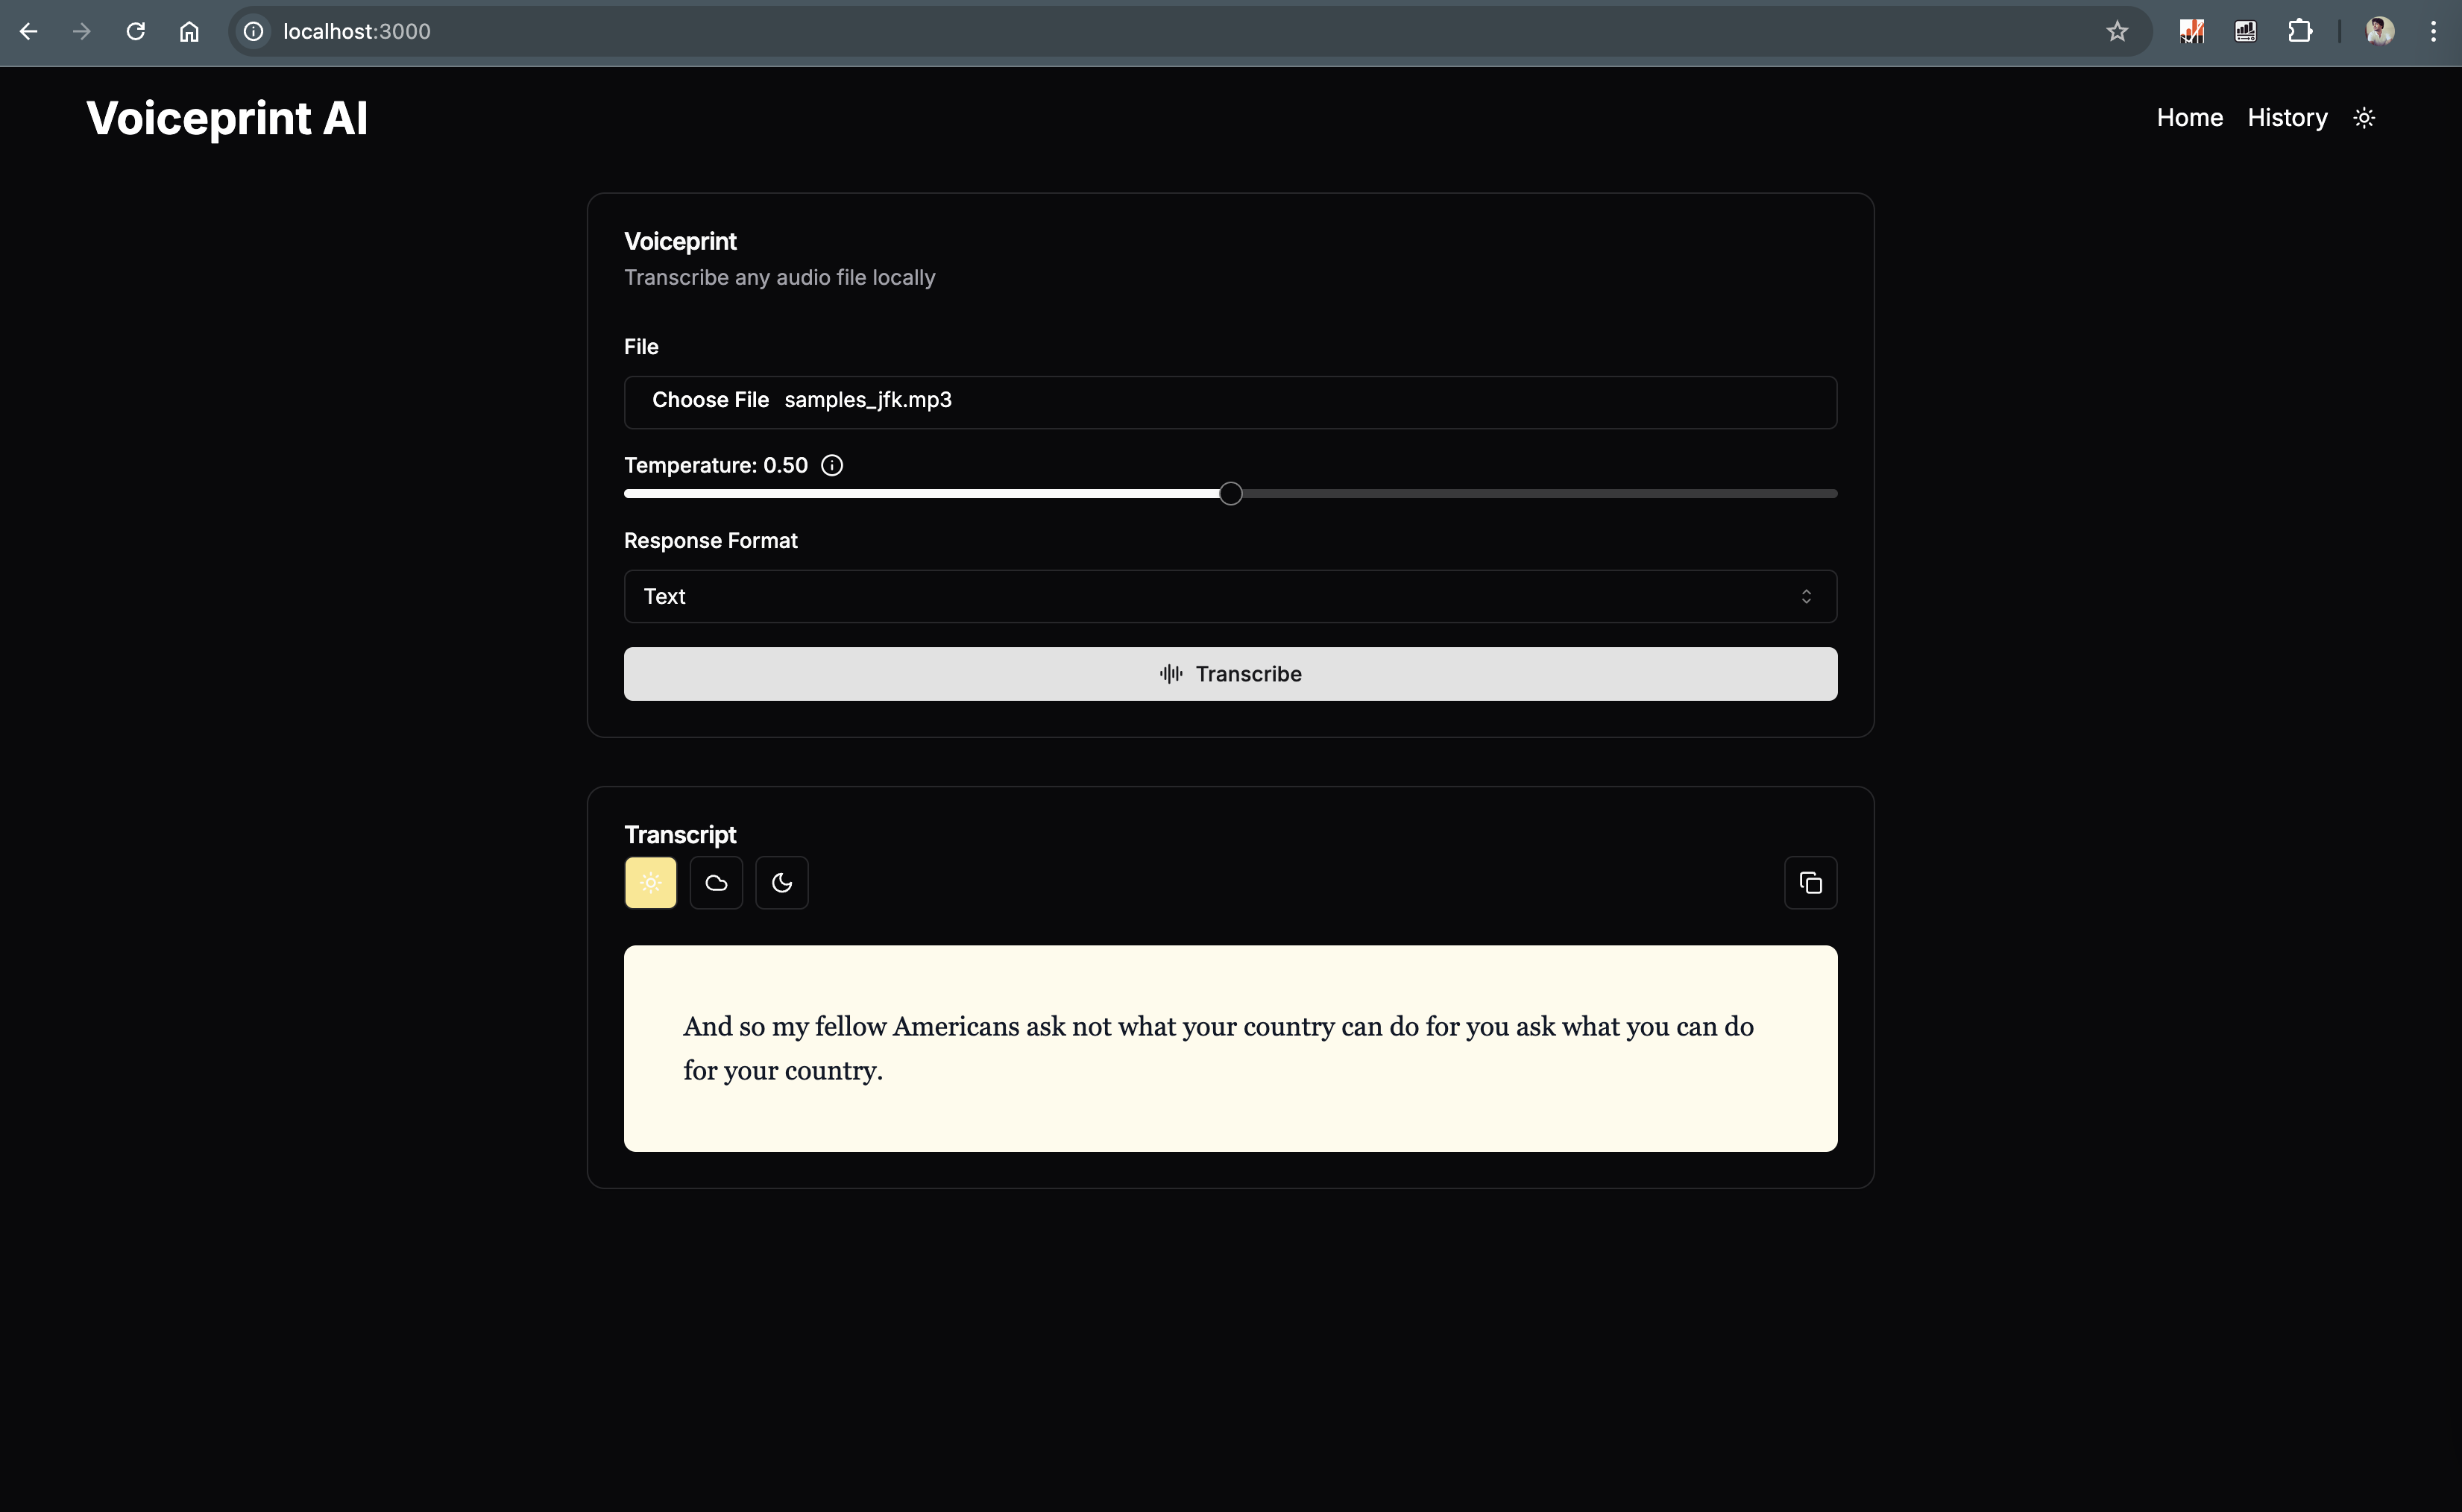 localhost:3000
Voiceprint AI
Home History
Voiceprint
Transcribe any audio file locally
File
Choose File samples_jfk.mp3
Temperature: 0.50
Response Format
Text
Transcribe
Transcript
And so my fellow Americans ask not what your country can do for you ask what you can do
for your country.